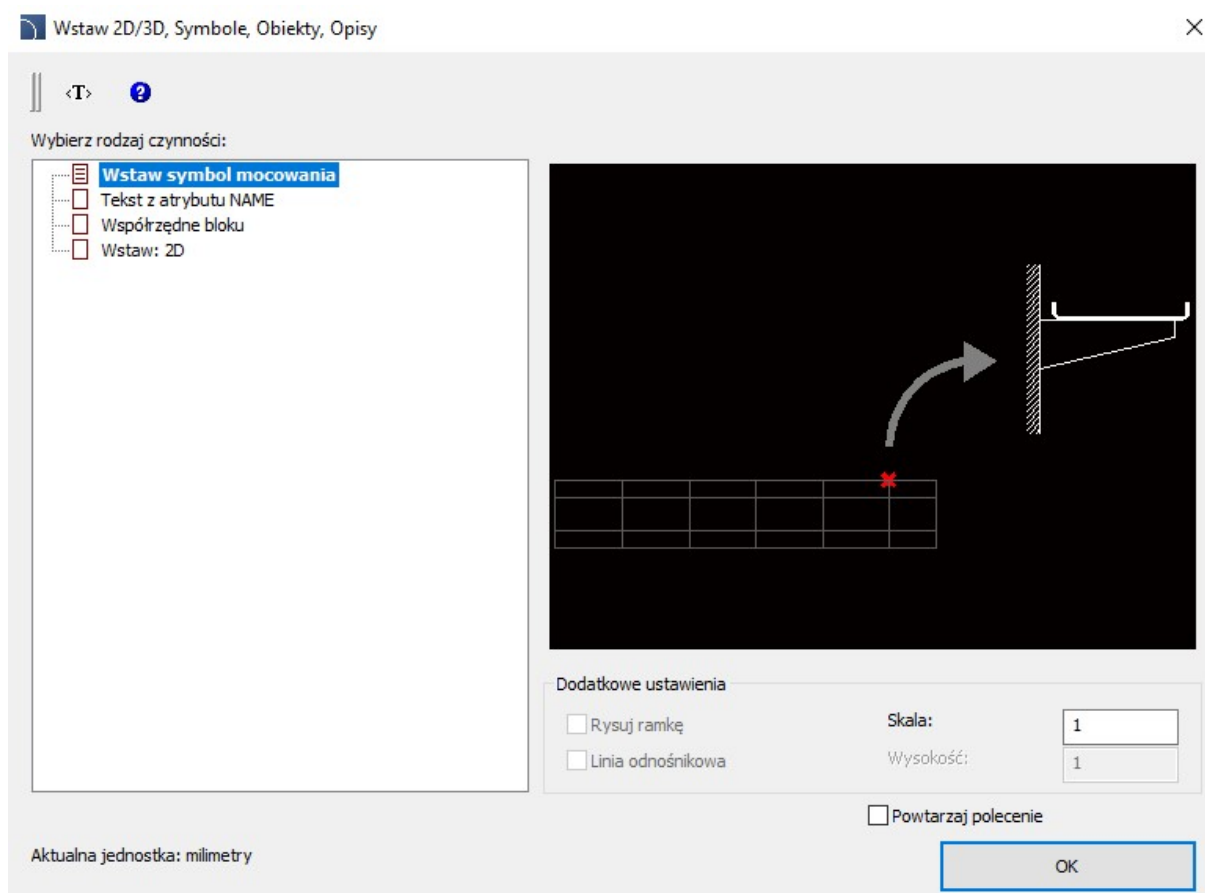 Wstaw 2D/3D, Symbole, Obiekty, Opisy
<T>
?
Wybierz rodzaj czynności:
Wstaw symbol mocowania
Tekst z atrybutu NAME
Współrzędne bloku
Wstaw: 2D
Dodatkowe ustawienia
Rysuj ramkę
Skala:
1
Linia odnośnikowa
Wysokość:
1
Powtarzaj polecenie
Aktualna jednostka: milimetry
OK